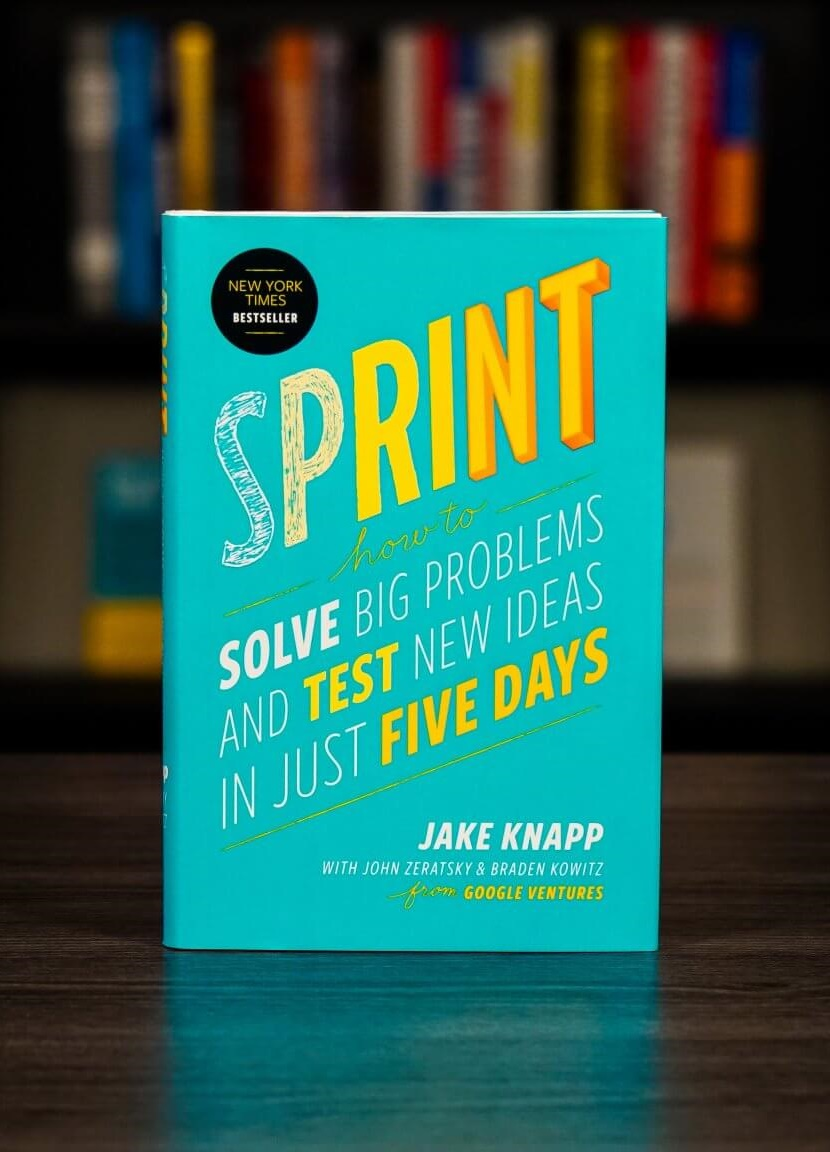 NEW YORK
TIMES
BESTSELLER
SPRINT
how to
SOLVE BIG PROBLEMS
AND TEST NEW IDEAS
IN JUST FIVE DAYS
JAKE KNAPP
WITH JOHN ZERATSKY & BRADEN KOWITZ
from GOOGLE VENTURES